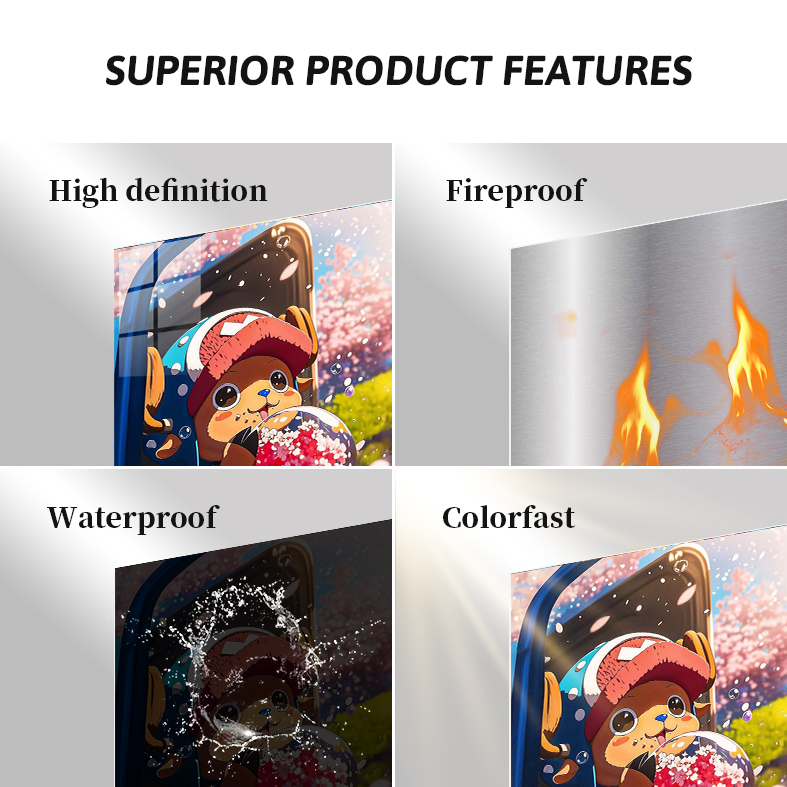 SUPERIOR PRODUCT FEATURES
High definition
Fireproof
Waterproof
Colorfast